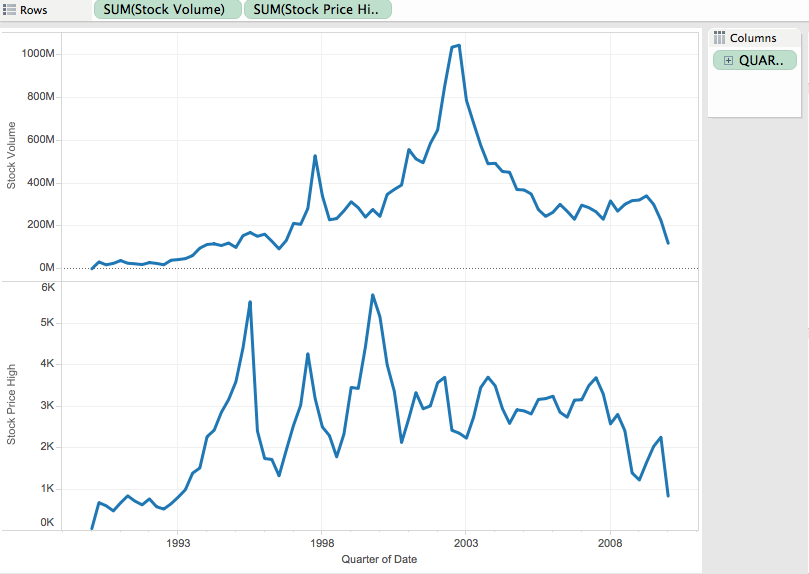 Rows SUM(Stock Volume) SUM(Stock Price Hi..
Columns
QUAR..
Stock Volume
1000M
800M
600M
400M
200M
0M
Stock Price High
6K
5K
4K
3K
2K
1K
0K
1993 1998 2003 2008
Quarter of Date